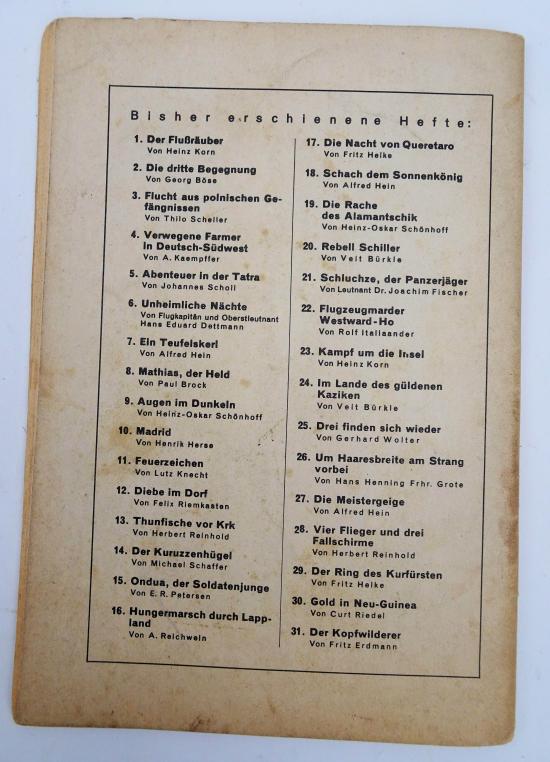 Bisher erschienene Hefte:
1. Der Flußräuber
Von Heinz Korn
2. Die dritte Begegnung
Von Georg Böse
3. Flucht aus polnischen Ge-
fängnissen
Von Thilo Scheller
4. Verwegene Farmer
in Deutsch-Südwest
Von A. Kaempffer
5. Abenteuer in der Tatra
Von Johannes Scholl
6. Unheimliche Nächte
Von Flugkapitän und Oberstleutnant
Hans Eduard Dettmann
7. Ein Teufelskerl
Von Alfred Hein
8. Mathias, der Held
Von Paul Brock
9. Augen im Dunkeln
Von Heinz-Oskar Schönhoff
10. Madrid
Von Henrik Herse
11. Feuerzeichen
Von Lutz Knecht
12. Diebe im Dorf
Von Felix Riemkasten
13. Thunfische vor Krk
Von Herbert Reinhold
14. Der Kuruzzenhügel
Von Michael Schaffer
15. Ondua, der Soldatenjunge
Von E. R. Petersen
16. Hungermarsch durch Lapp-
land
Von A. Reichwein
17. Die Nacht von Queretaro
Von Fritz Helke
18. Schach dem Sonnenkönig
Von Alfred Hein
19. Die Rache
des Alamantschik
Von Heinz-Oskar Schönhoff
20. Rebell Schiller
Von Veit Bürkle
21. Schluchze, der Panzerjäger
Von Leutnant Dr. Joachim Fischer
22. Flugzeugmarder
Westward-Ho
Von Rolf Italiaander
23. Kampf um die Insel
Von Heinz Korn
24. Im Lande des güldenen
Kaziken
Von Veit Bürkle
25. Drei finden sich wieder
Von Gerhard Wolter
26. Um Haaresbreite am Strang
vorbei
Von Hans Henning Frhr. Grote
27. Die Meistergeige
Von Alfred Hein
28. Vier Flieger und drei
Fallschirme
Von Herbert Reinhold
29. Der Ring des Kurfürsten
Von Fritz Helke
30. Gold in Neu-Guinea
Von Curt Riedel
31. Der Kopfwilderer
Von Fritz Erdmann